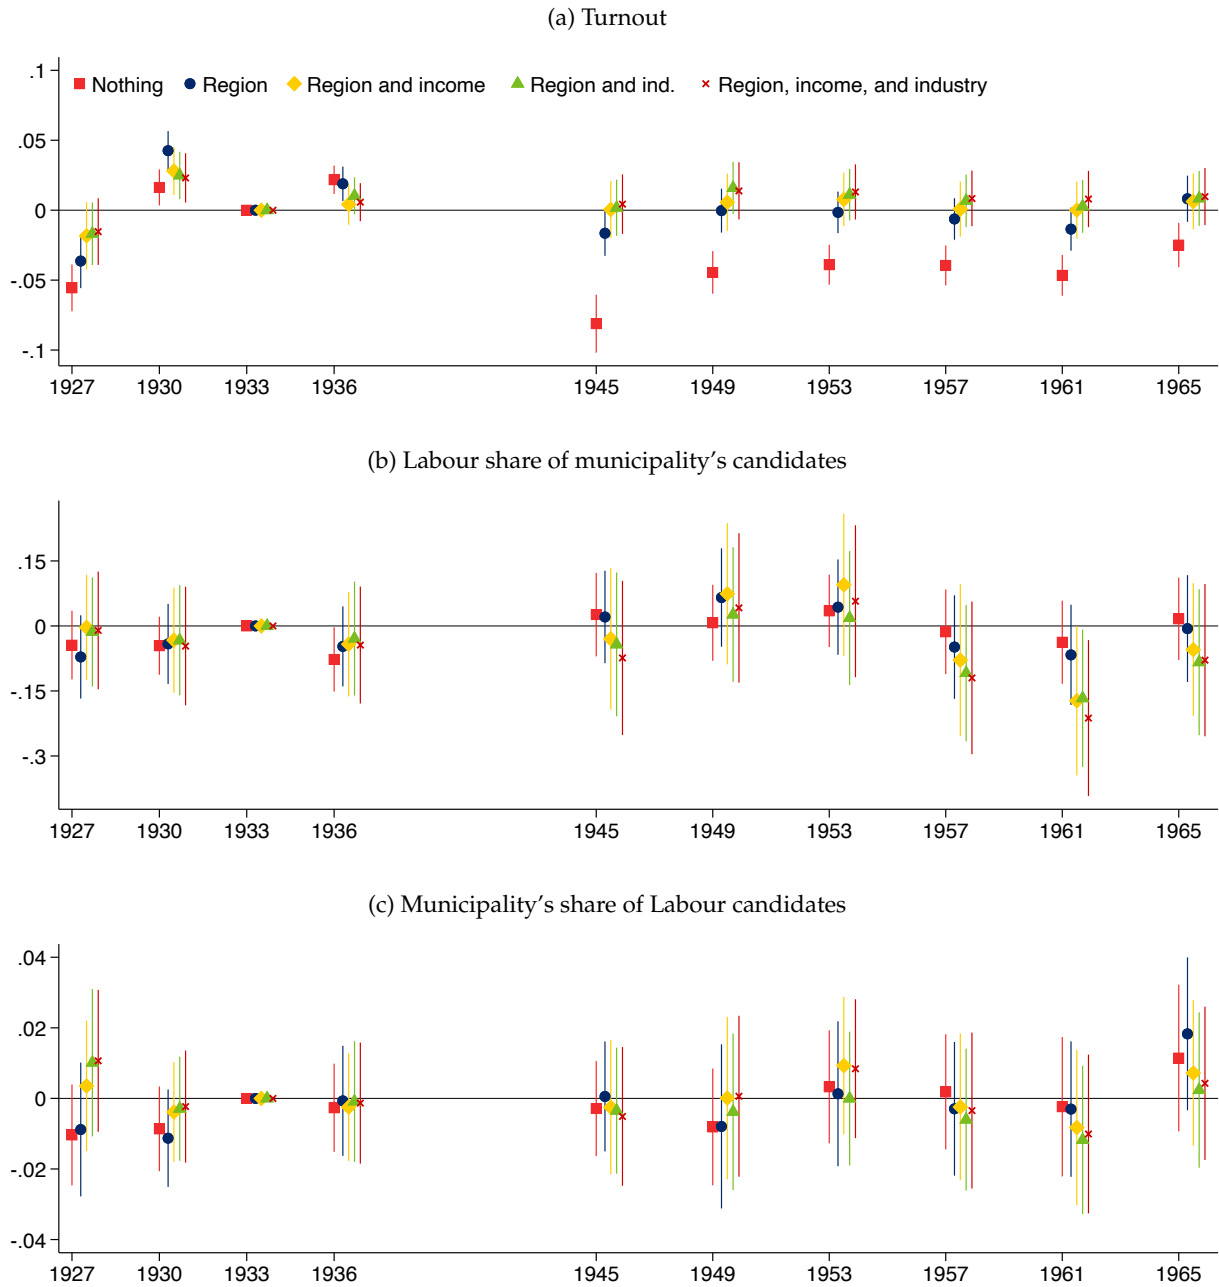 (a) Turnout
.1
Nothing Region Region and income Region and ind. Region, income, and industry
.05
0
-.05
-.1
1927 1930 1933 1936 1945 1949 1953 1957 1961 1965
(b) Labour share of municipality's candidates
.15
0
-.15
-.3
1927 1930 1933 1936 1945 1949 1953 1957 1961 1965
(c) Municipality's share of Labour candidates
.04
.02
0
-.02
-.04
1927 1930 1933 1936 1945 1949 1953 1957 1961 1965